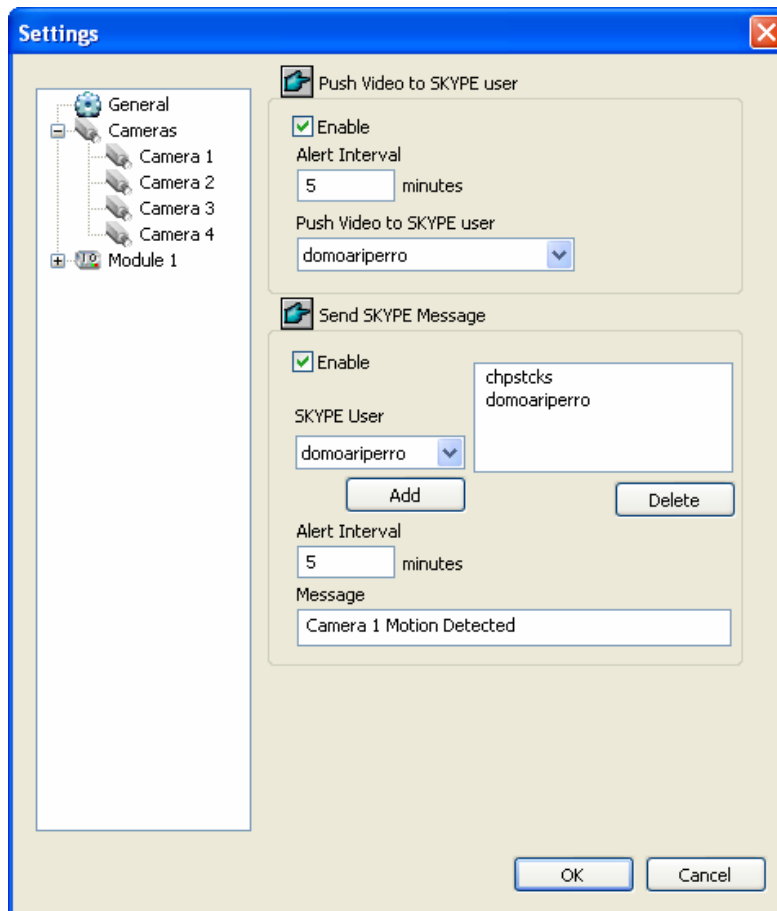 Settings
General
Cameras
Camera 1
Camera 2
Camera 3
Camera 4
Module 1
Push Video to SKYPE user
Enable
Alert Interval
5 minutes
Push Video to SKYPE user
domoariperro
Send SKYPE Message
Enable
SKYPE User
domoariperro
Add
chpstcks
domoariperro
Delete
Alert Interval
5 minutes
Message
Camera 1 Motion Detected
OK Cancel